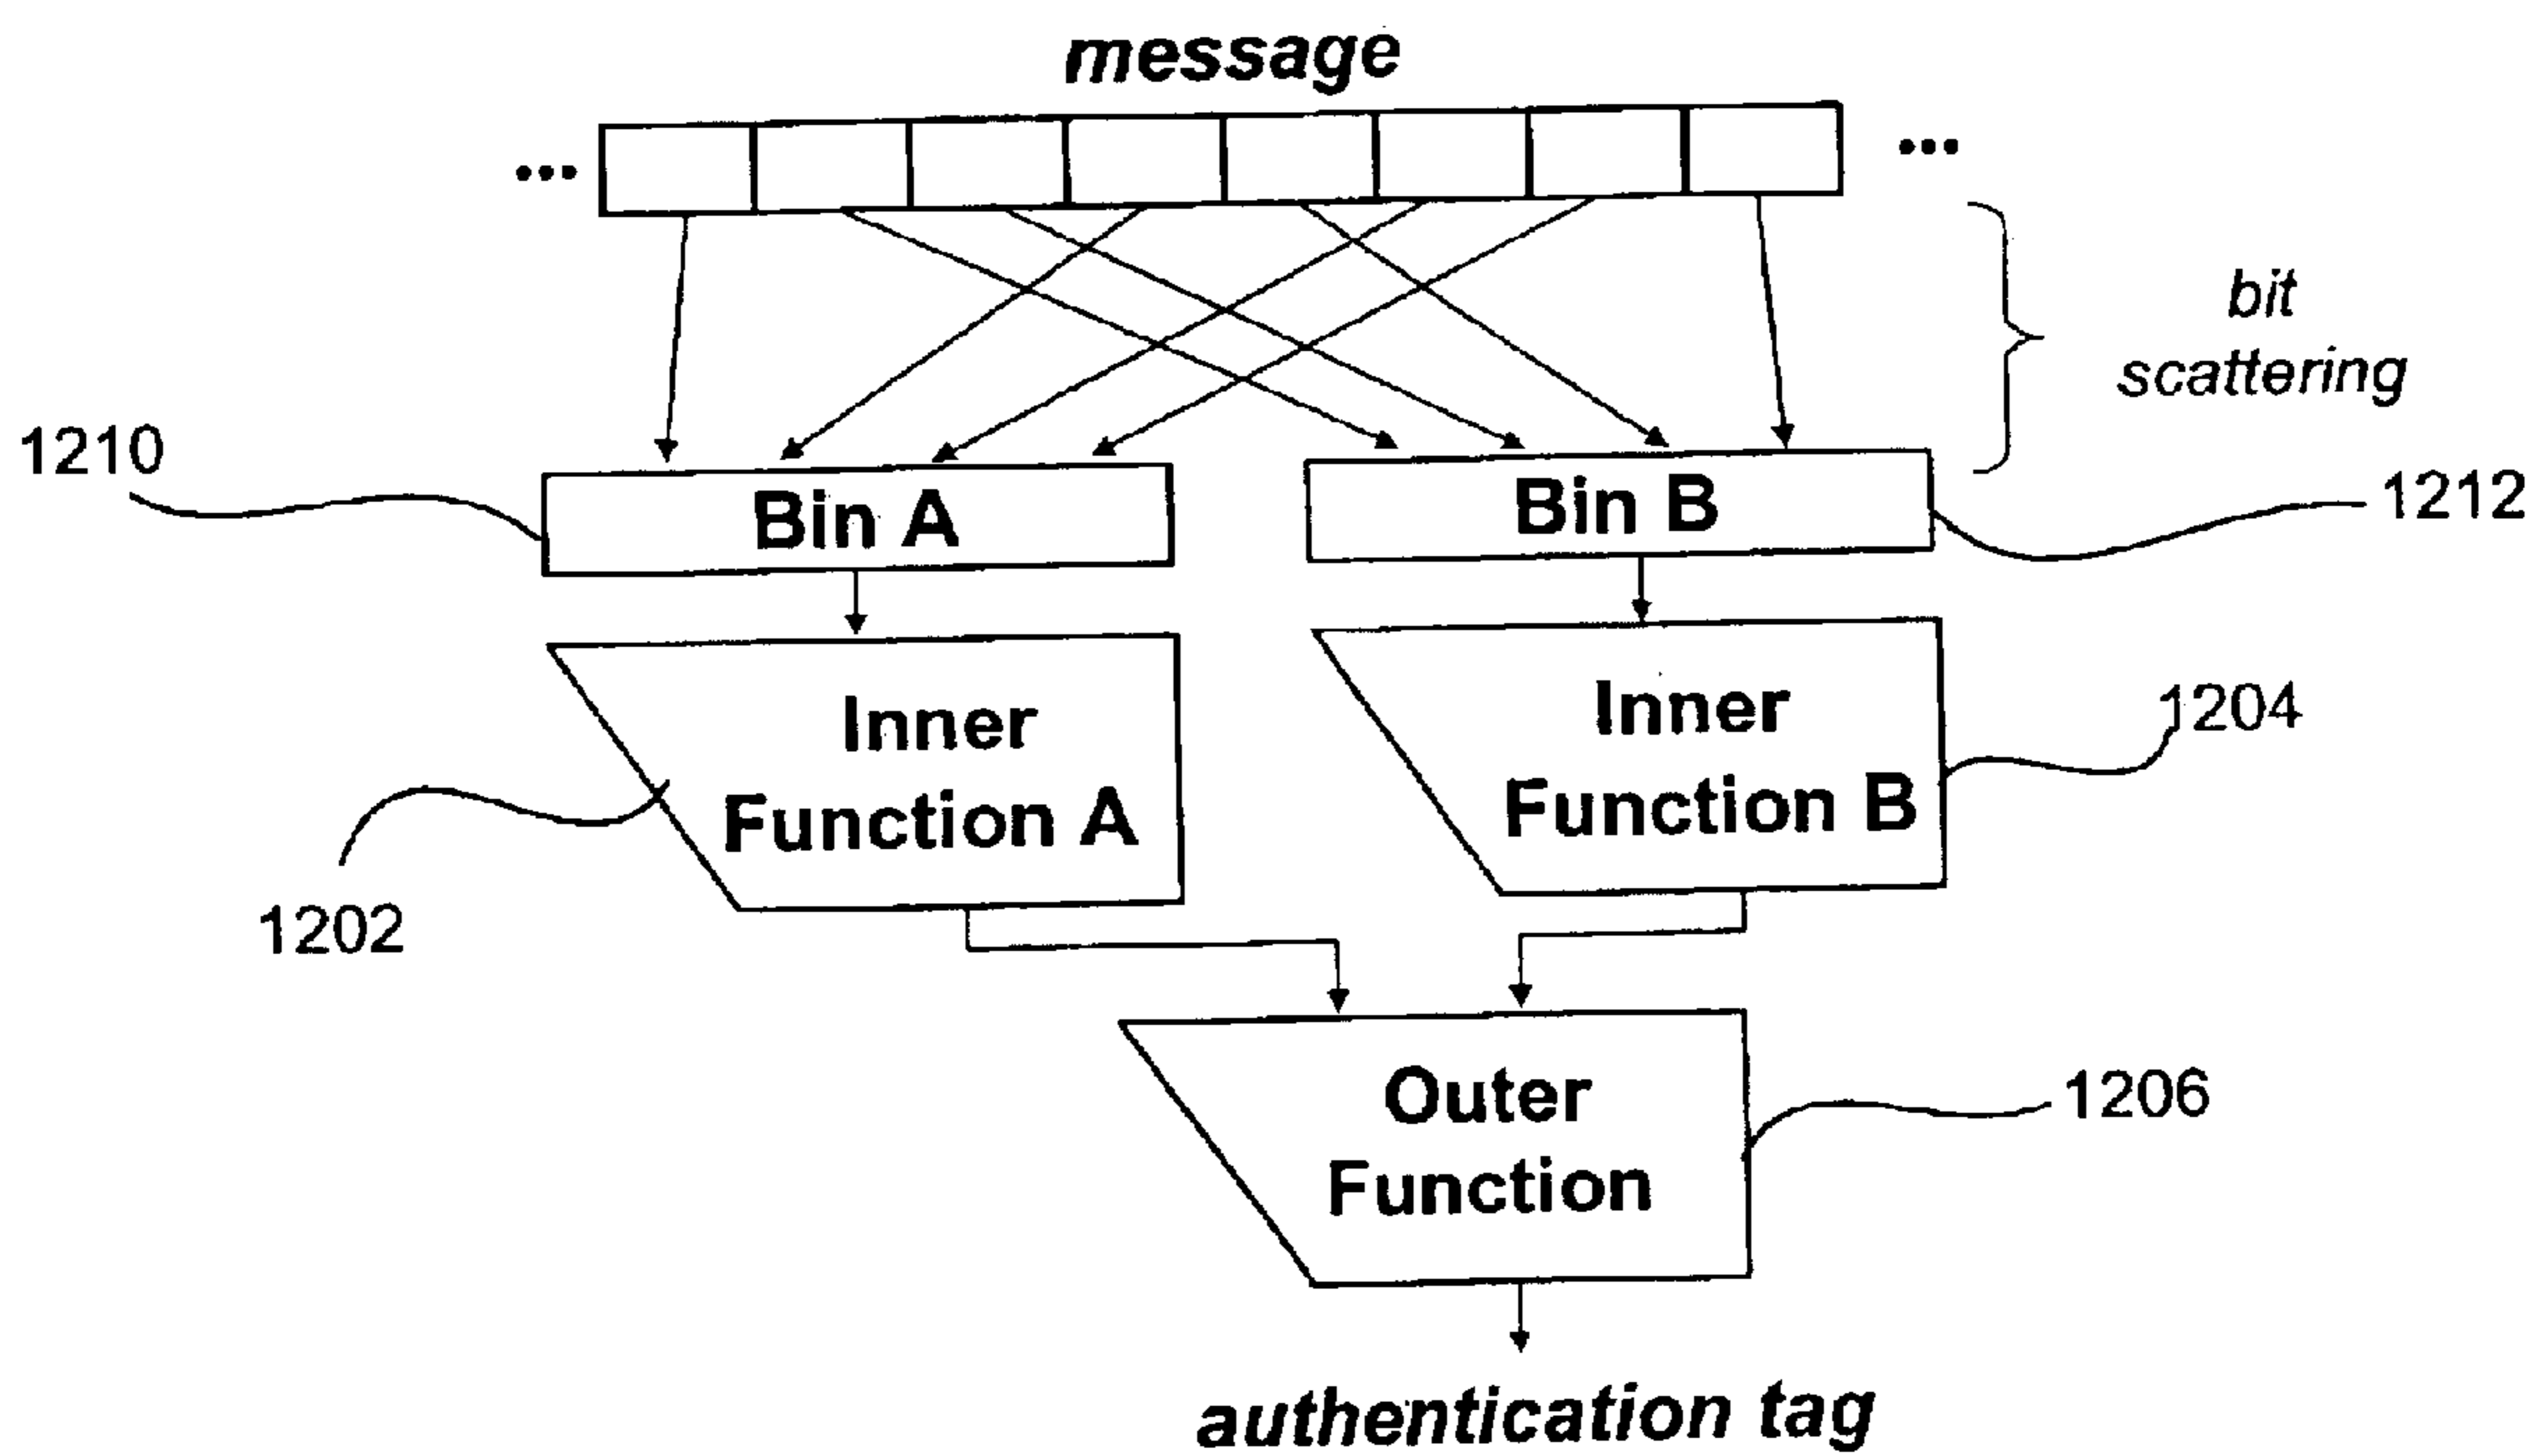 message
... ...
bit
scattering
1210
Bin A
Bin B
1212
Inner
Function A
Inner
Function B
1204
1202
Outer
Function
1206
authentication tag